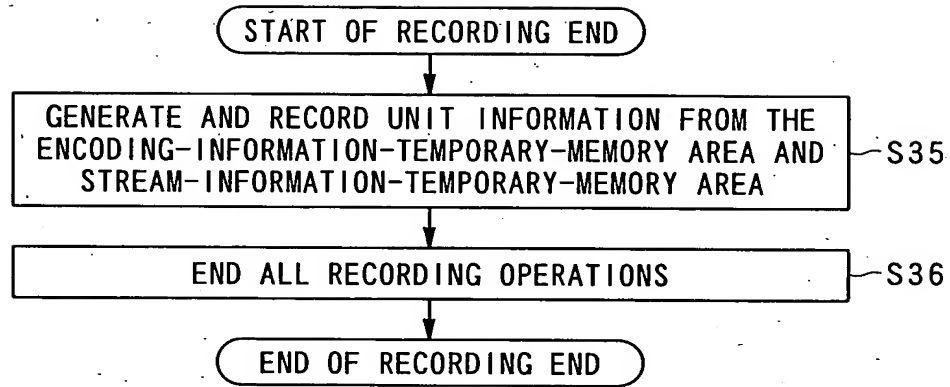 START OF RECORDING END
GENERATE AND RECORD UNIT INFORMATION FROM THE
ENCODING-INFORMATION-TEMPORARY-MEMORY AREA AND
STREAM-INFORMATION-TEMPORARY-MEMORY AREA
S35
END ALL RECORDING OPERATIONS
S36
END OF RECORDING END